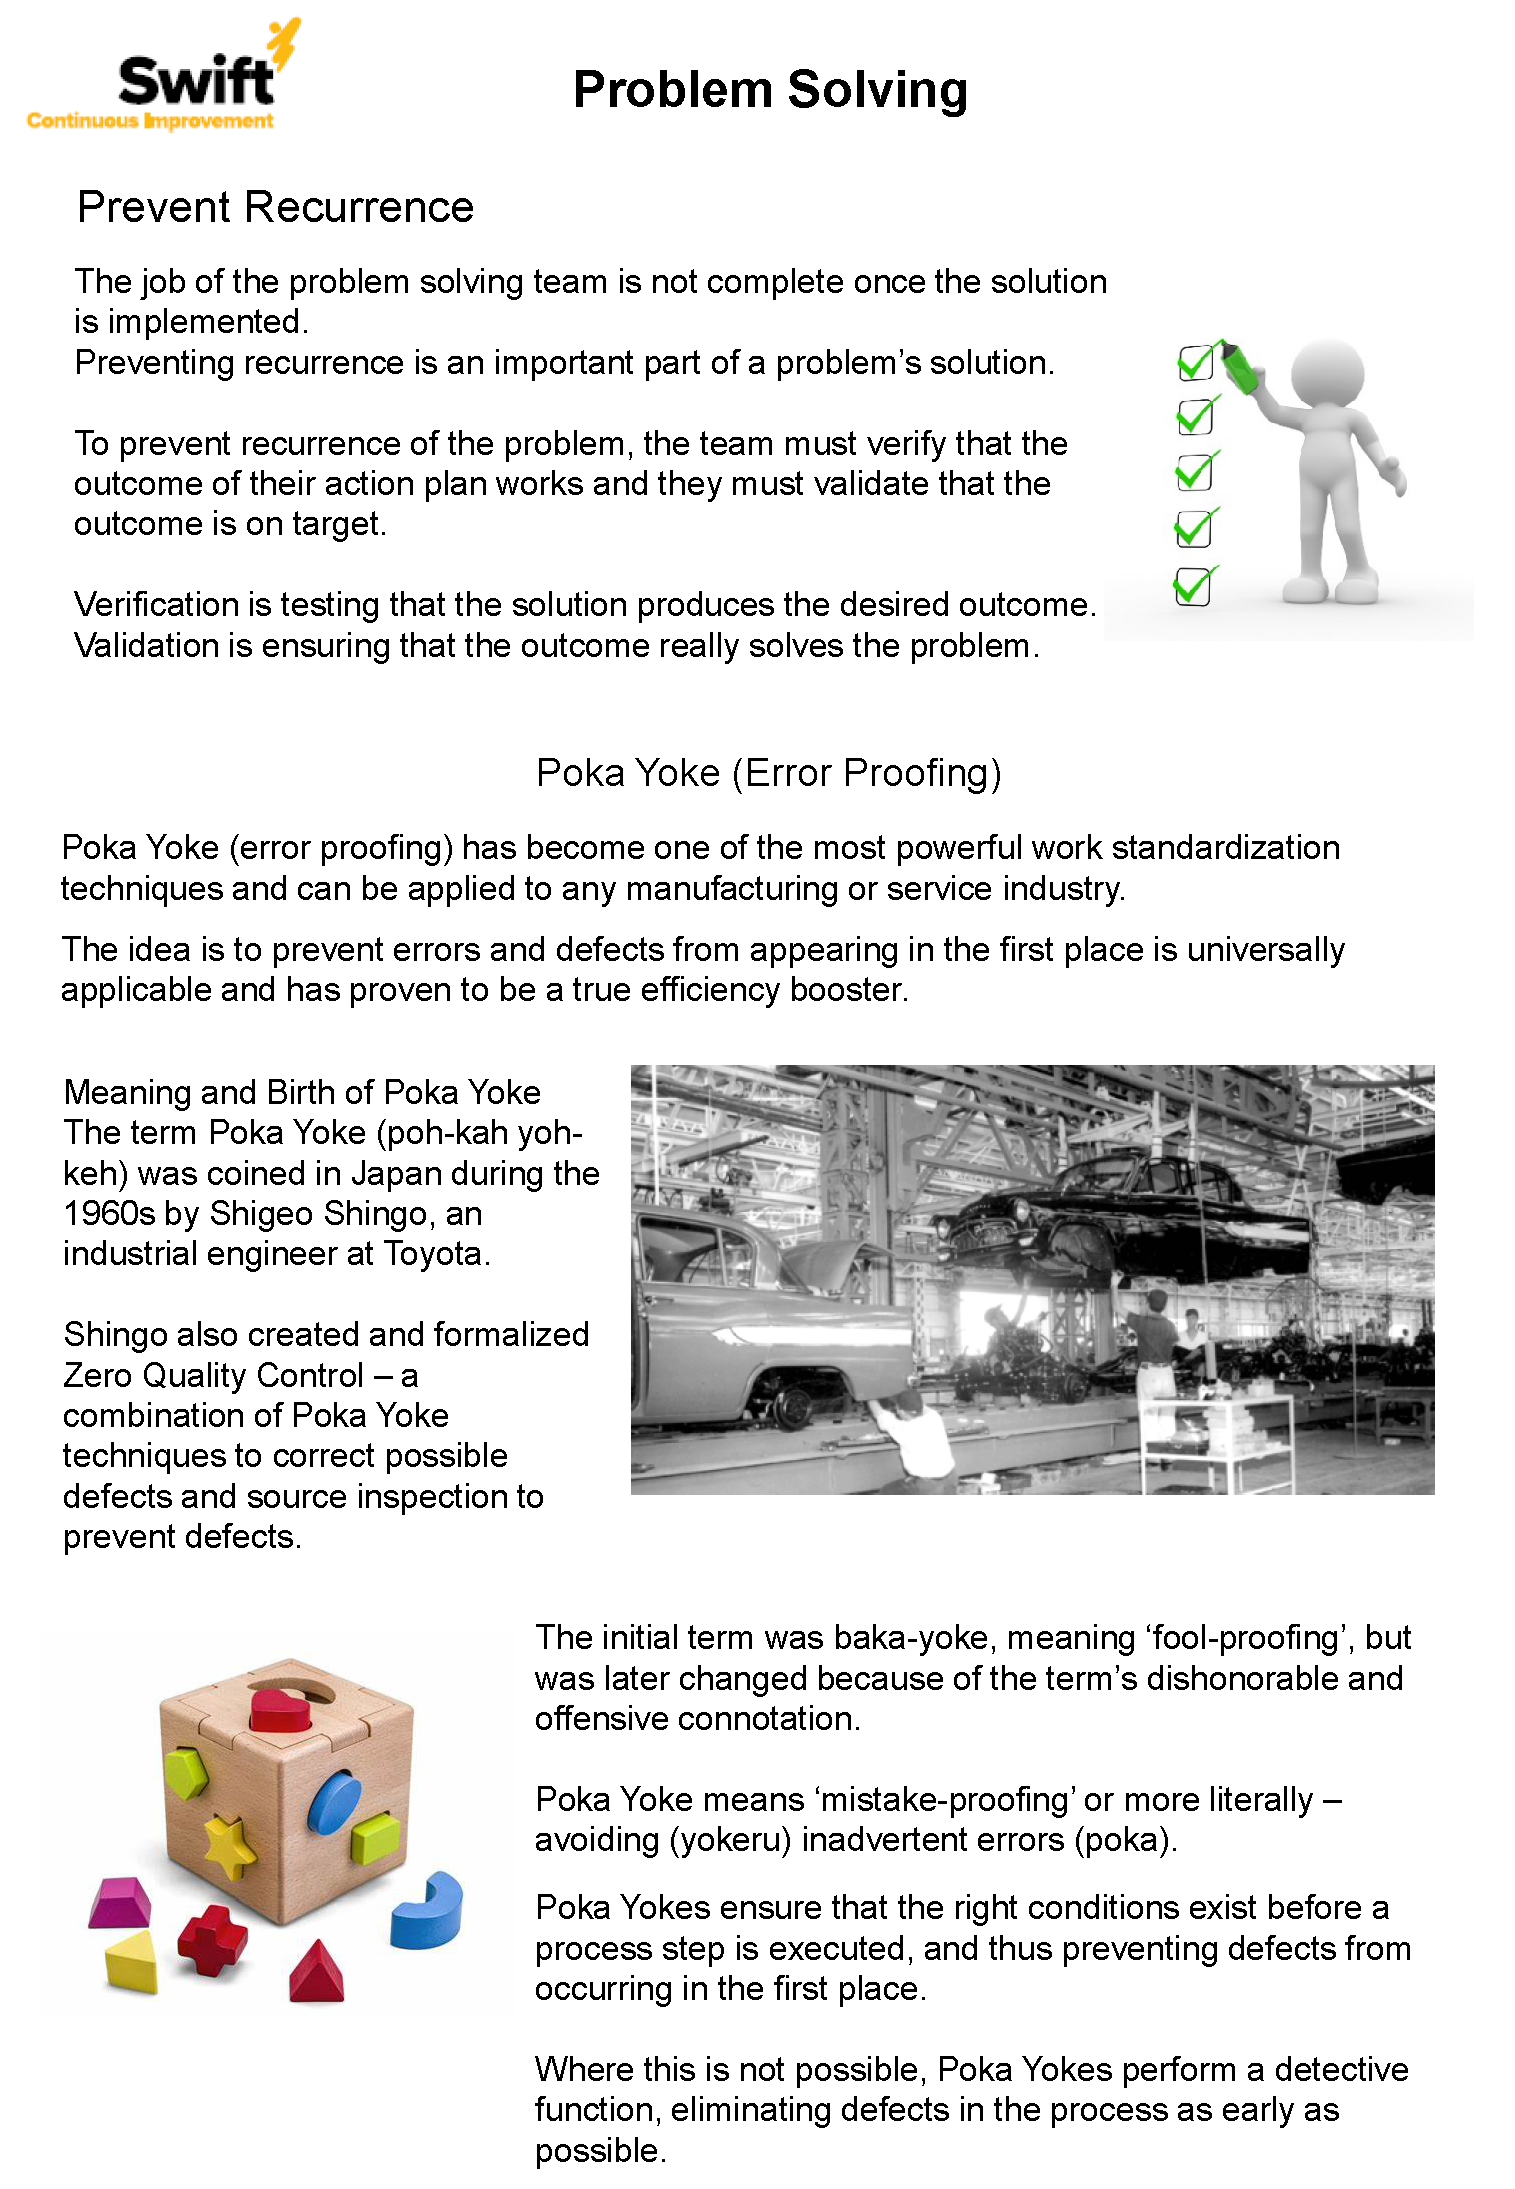 Swift
Continuous Improvement
Problem Solving
Prevent Recurrence
The job of the problem solving team is not complete once the solution
is implemented.
Preventing recurrence is an important part of a problem’s solution.
To prevent recurrence of the problem, the team must verify that the
outcome of their action plan works and they must validate that the
outcome is on target.
Verification is testing that the solution produces the desired outcome.
Validation is ensuring that the outcome really solves the problem.
Poka Yoke (Error Proofing)
Poka Yoke (error proofing) has become one of the most powerful work standardization
techniques and can be applied to any manufacturing or service industry.
The idea is to prevent errors and defects from appearing in the first place is universally
applicable and has proven to be a true efficiency booster.
Meaning and Birth of Poka Yoke
The term Poka Yoke (poh-kah yoh-
keh) was coined in Japan during the
1960s by Shigeo Shingo, an
industrial engineer at Toyota.
Shingo also created and formalized
Zero Quality Control – a
combination of Poka Yoke
techniques to correct possible
defects and source inspection to
prevent defects.
The initial term was baka-yoke, meaning ‘fool-proofing’, but
was later changed because of the term’s dishonorable and
offensive connotation.
Poka Yoke means ‘mistake-proofing’ or more literally –
avoiding (yokeru) inadvertent errors (poka).
Poka Yokes ensure that the right conditions exist before a
process step is executed, and thus preventing defects from
occurring in the first place.
Where this is not possible, Poka Yokes perform a detective
function, eliminating defects in the process as early as
possible.